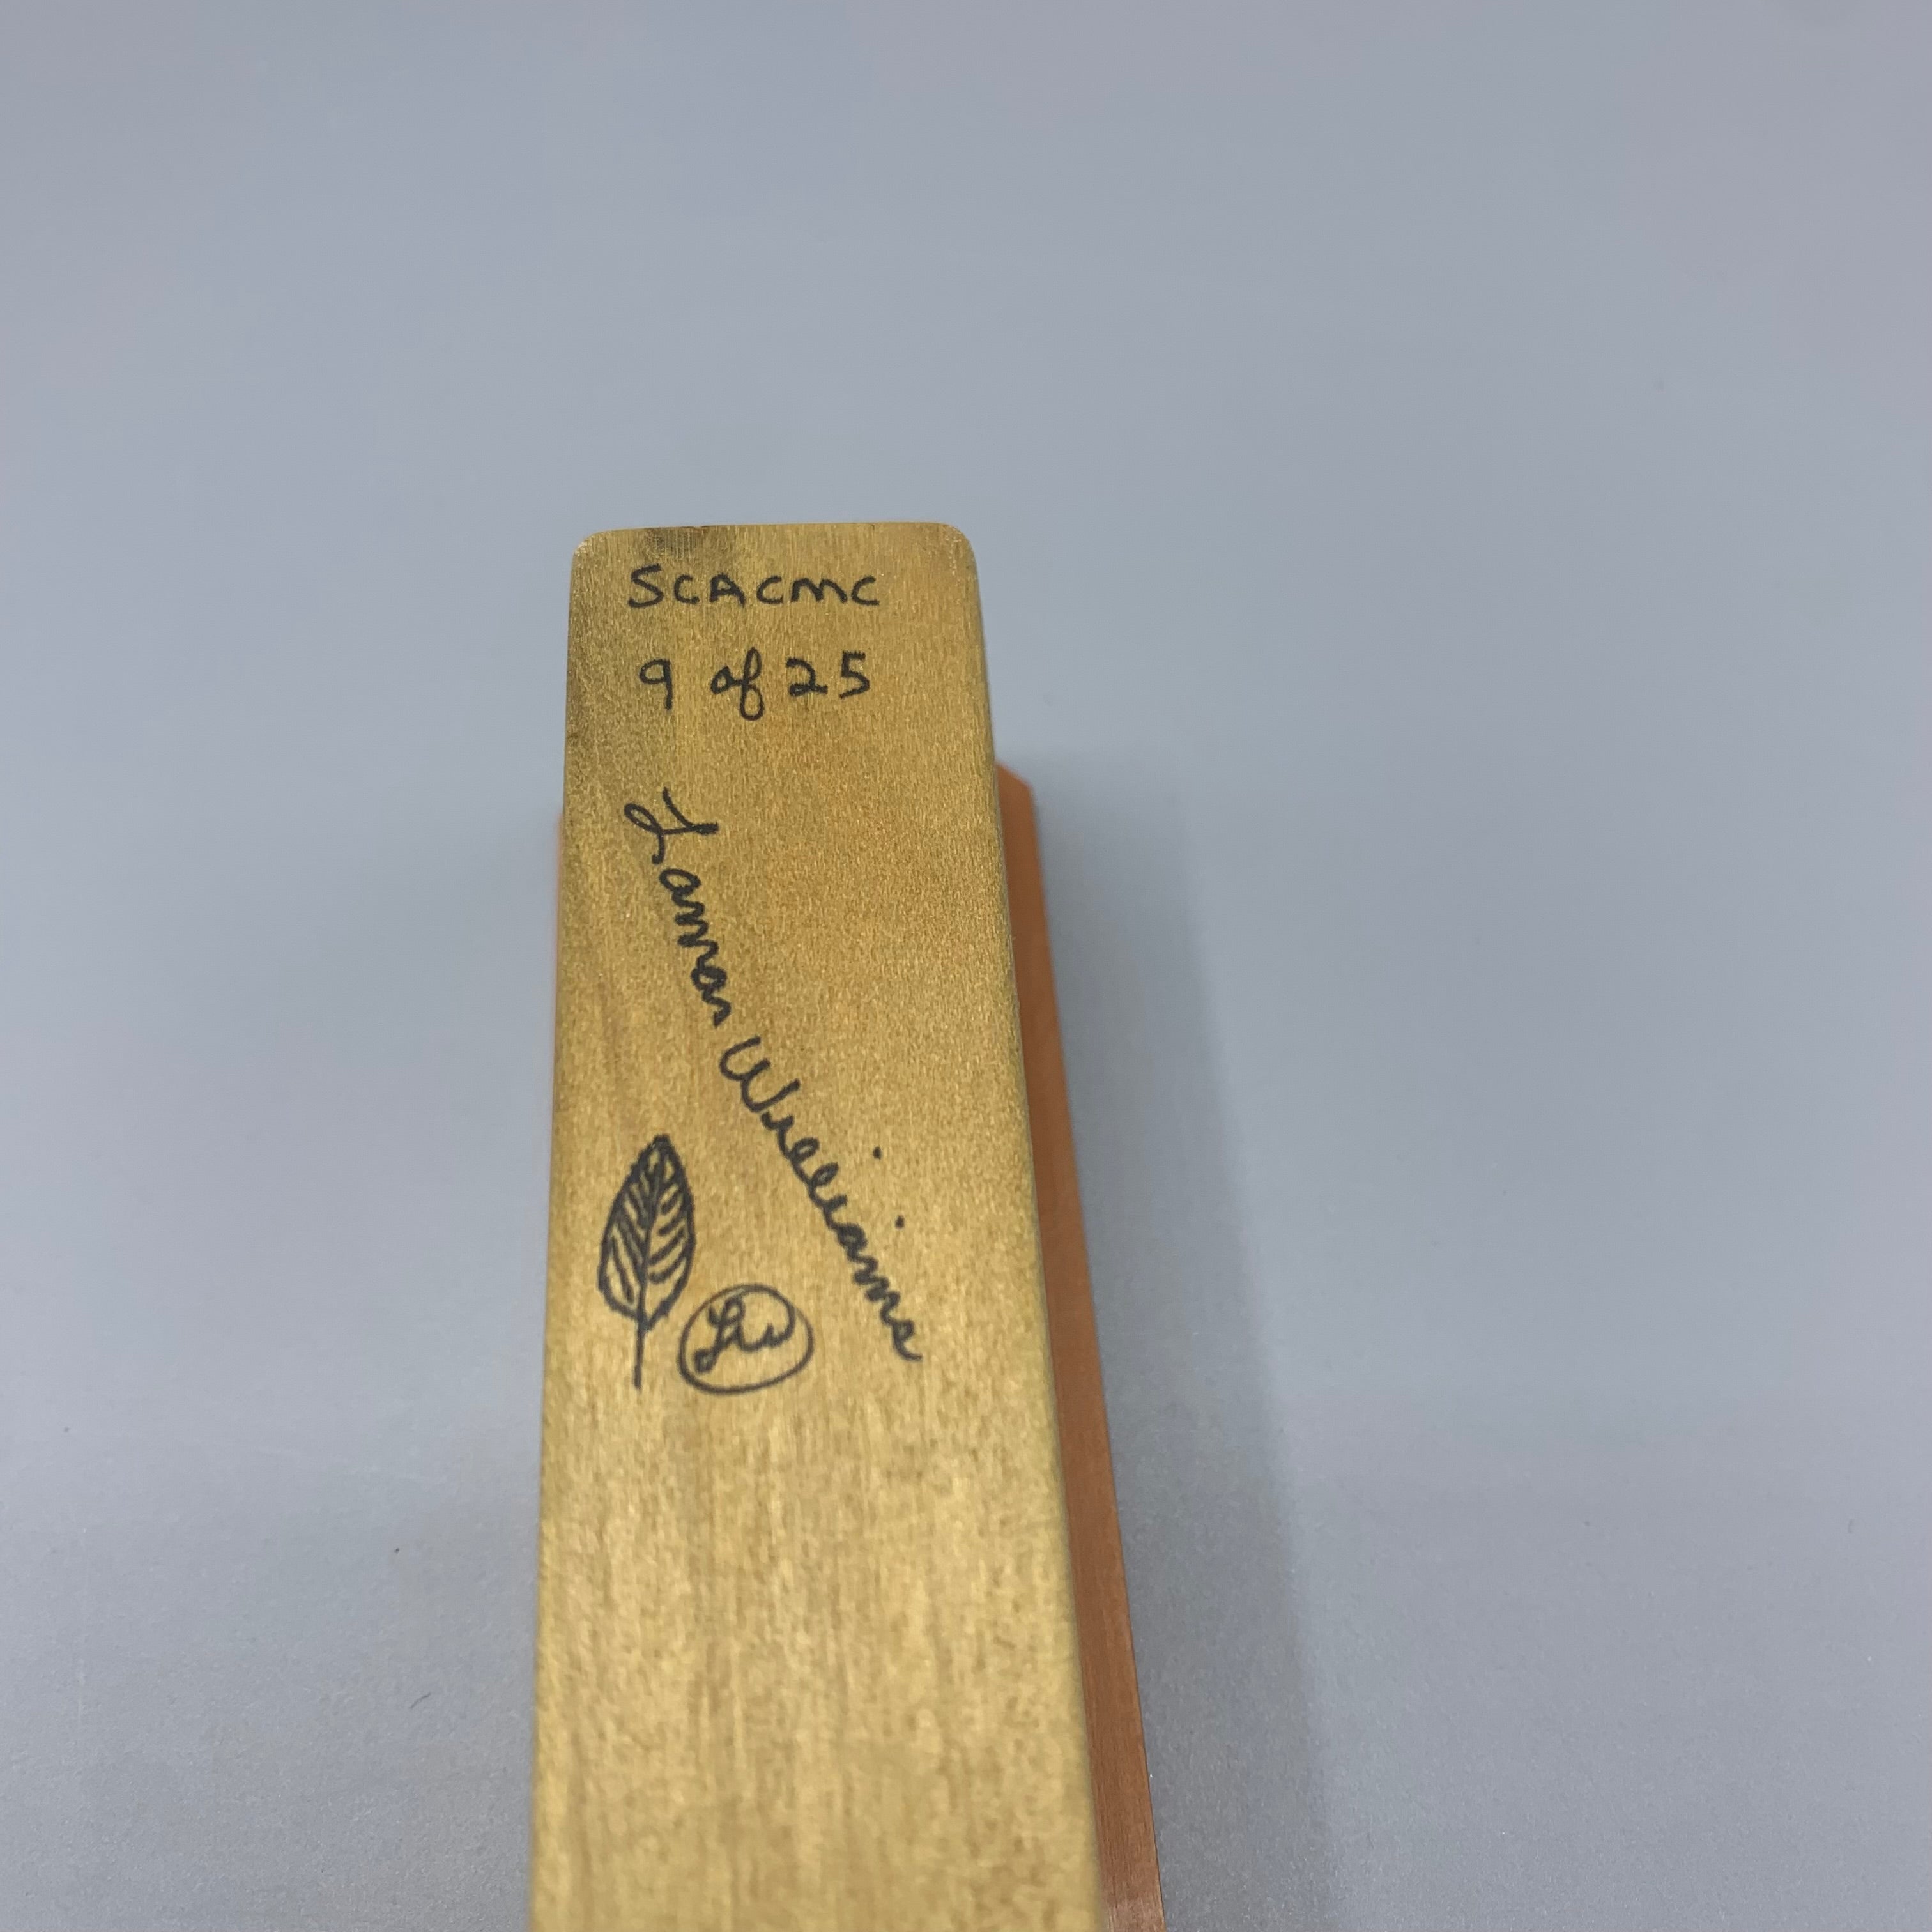 SCACMC
9 of 25
Lamar Williams
LW